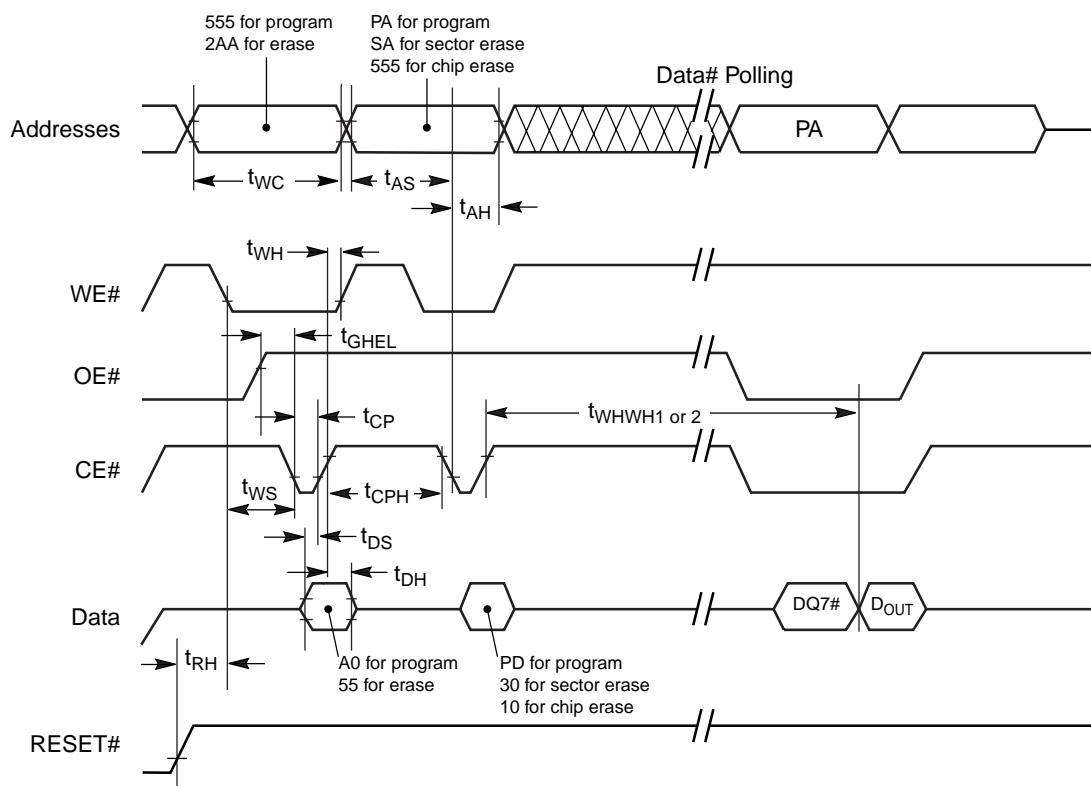 555 for program
2AA for erase
PA for program
SA for sector erase
555 for chip erase
Data# Polling
Addresses
PA
tWC
tAS
tAH
tWH
WE#
tGHEL
OE#
tWHWH1 or 2
tCP
CE#
tWS
tCPH
tDS
tDH
Data
DQ7#
DOUT
tRH
A0 for program
55 for erase
PD for program
30 for sector erase
10 for chip erase
RESET#